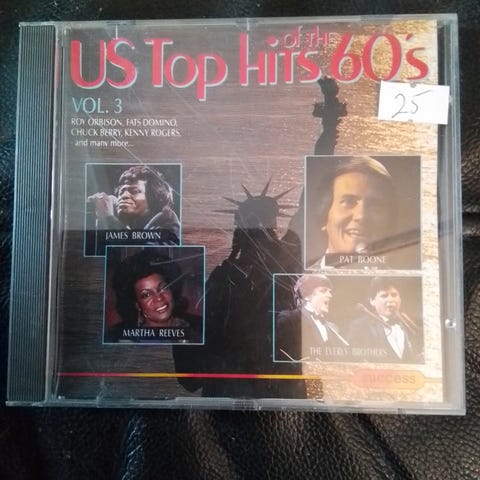 US Top hits of the 60's
25
VOL. 3
ROY ORBISON, FATS DOMINO,
CHUCK BERRY, KENNY ROGERS,
and many more...
JAMES BROWN
PAT BOONE
MARTHA REEVES
THE EVERLY BROTHERS
success